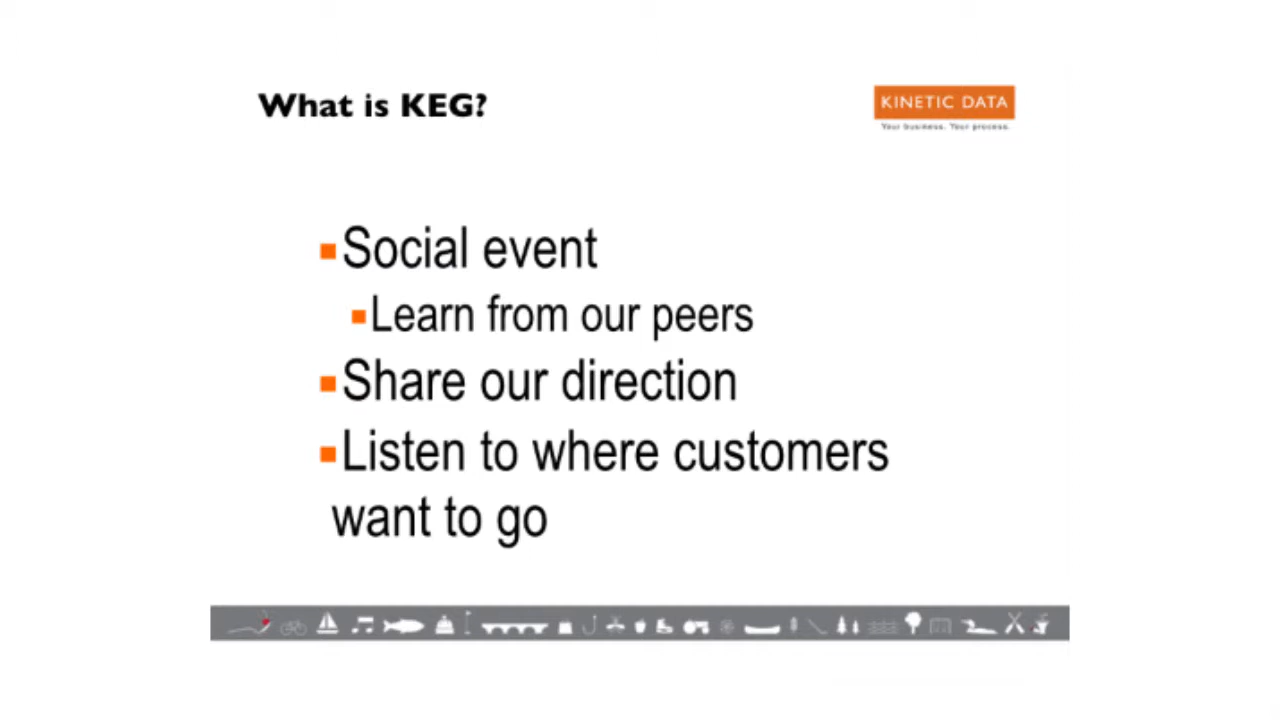 What is KEG?
KINETIC DATA
Your business. Your process.
Social event
Learn from our peers
Share our direction
Listen to where customers
want to go